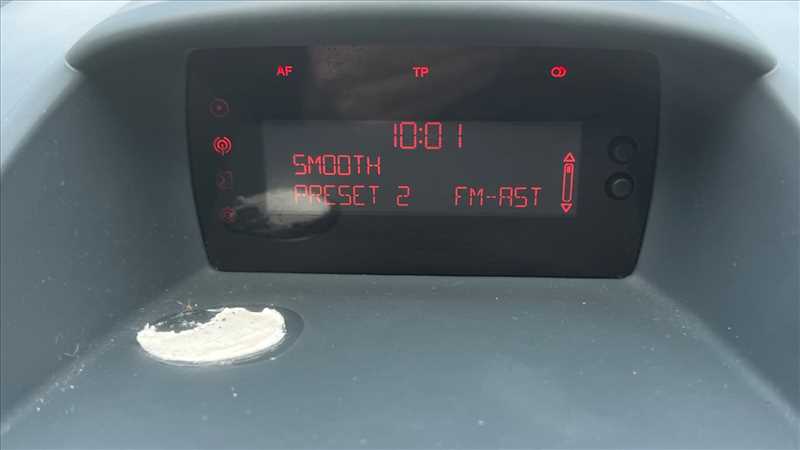 AF TP
10:01
SMOOTH
PRESET 2 FM-AST